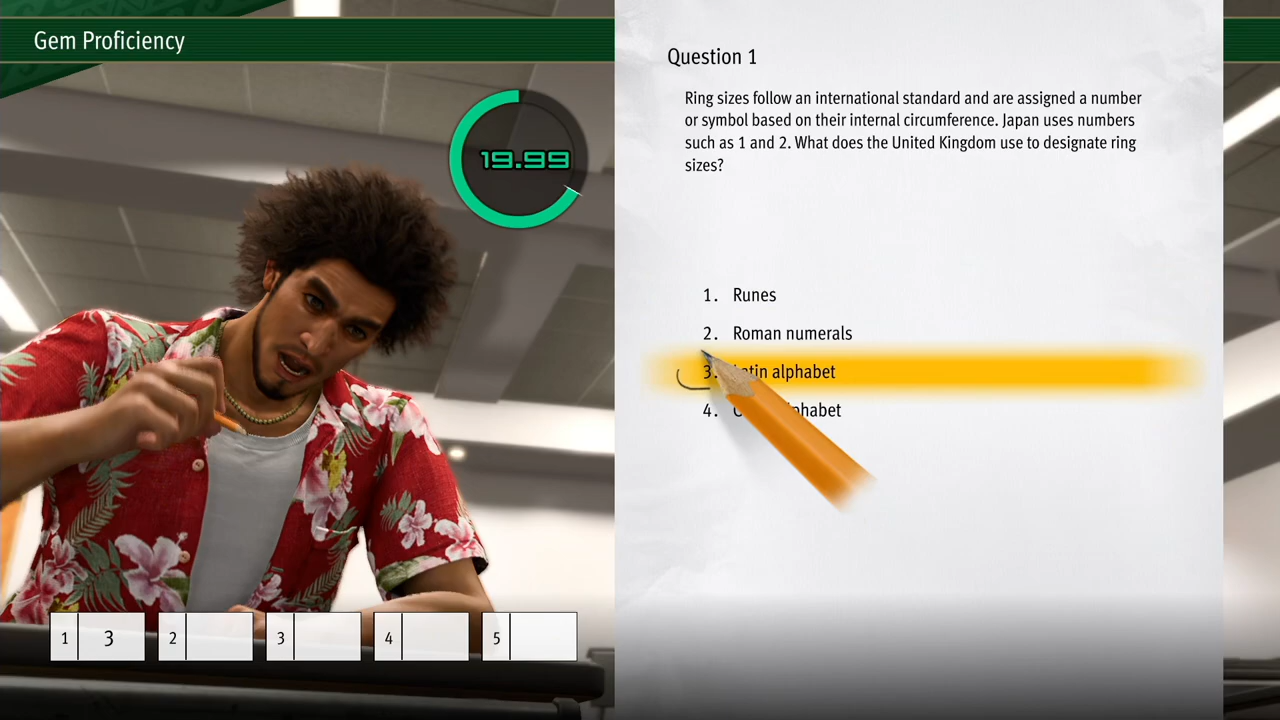 Gem Proficiency
19.99
Question 1
Ring sizes follow an international standard and are assigned a number
or symbol based on their internal circumference. Japan uses numbers
such as 1 and 2. What does the United Kingdom use to designate ring
sizes?
1. Runes
2. Roman numerals
3. alphabet
4.
1 3 2 3 4 5